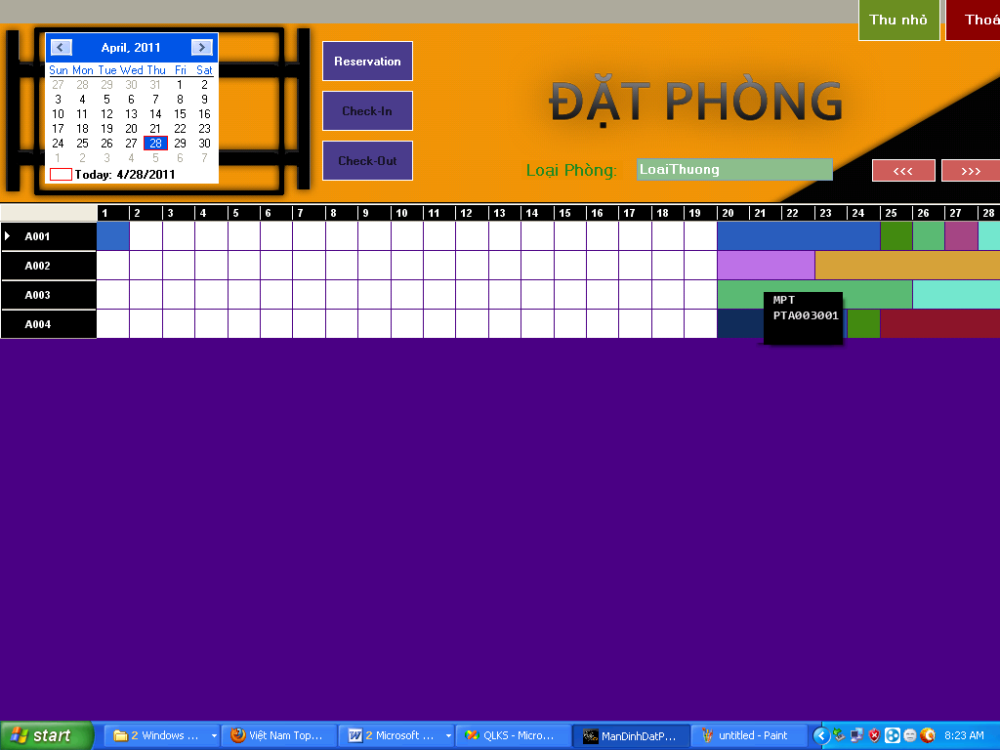 Thu nhỏ
Thoá
April, 2011
Sun Mon Tue Wed Thu Fri Sat
27 28 29 30 31 1 2
3 4 5 6 7 8 9
10 11 12 13 14 15 16
17 18 19 20 21 22 23
24 25 26 27 28 29 30
1 2 3 4 5 6 7
Today: 4/28/2011
Reservation
Check-In
Check-Out
ĐẶT PHÒNG
Loại Phòng:
LoaiThuong
<<<
>>>
1 2 3 4 5 6 7 8 9 10 11 12 13 14 15 16 17 18 19 20 21 22 23 24 25 26 27 28
A001
A002
A003
A004
MPT
PTA003001
start
2 Windows ...
Việt Nam Top...
2 Microsoft ...
QLKS - Micro...
ManDinhDatP...
untitled - Paint
8:23 AM